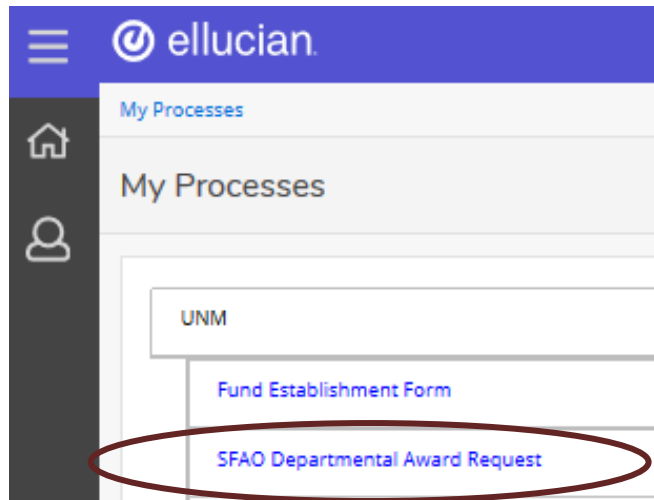 ellucian.
My Processes
My Processes
UNM
Fund Establishment Form
SFAO Departmental Award Request